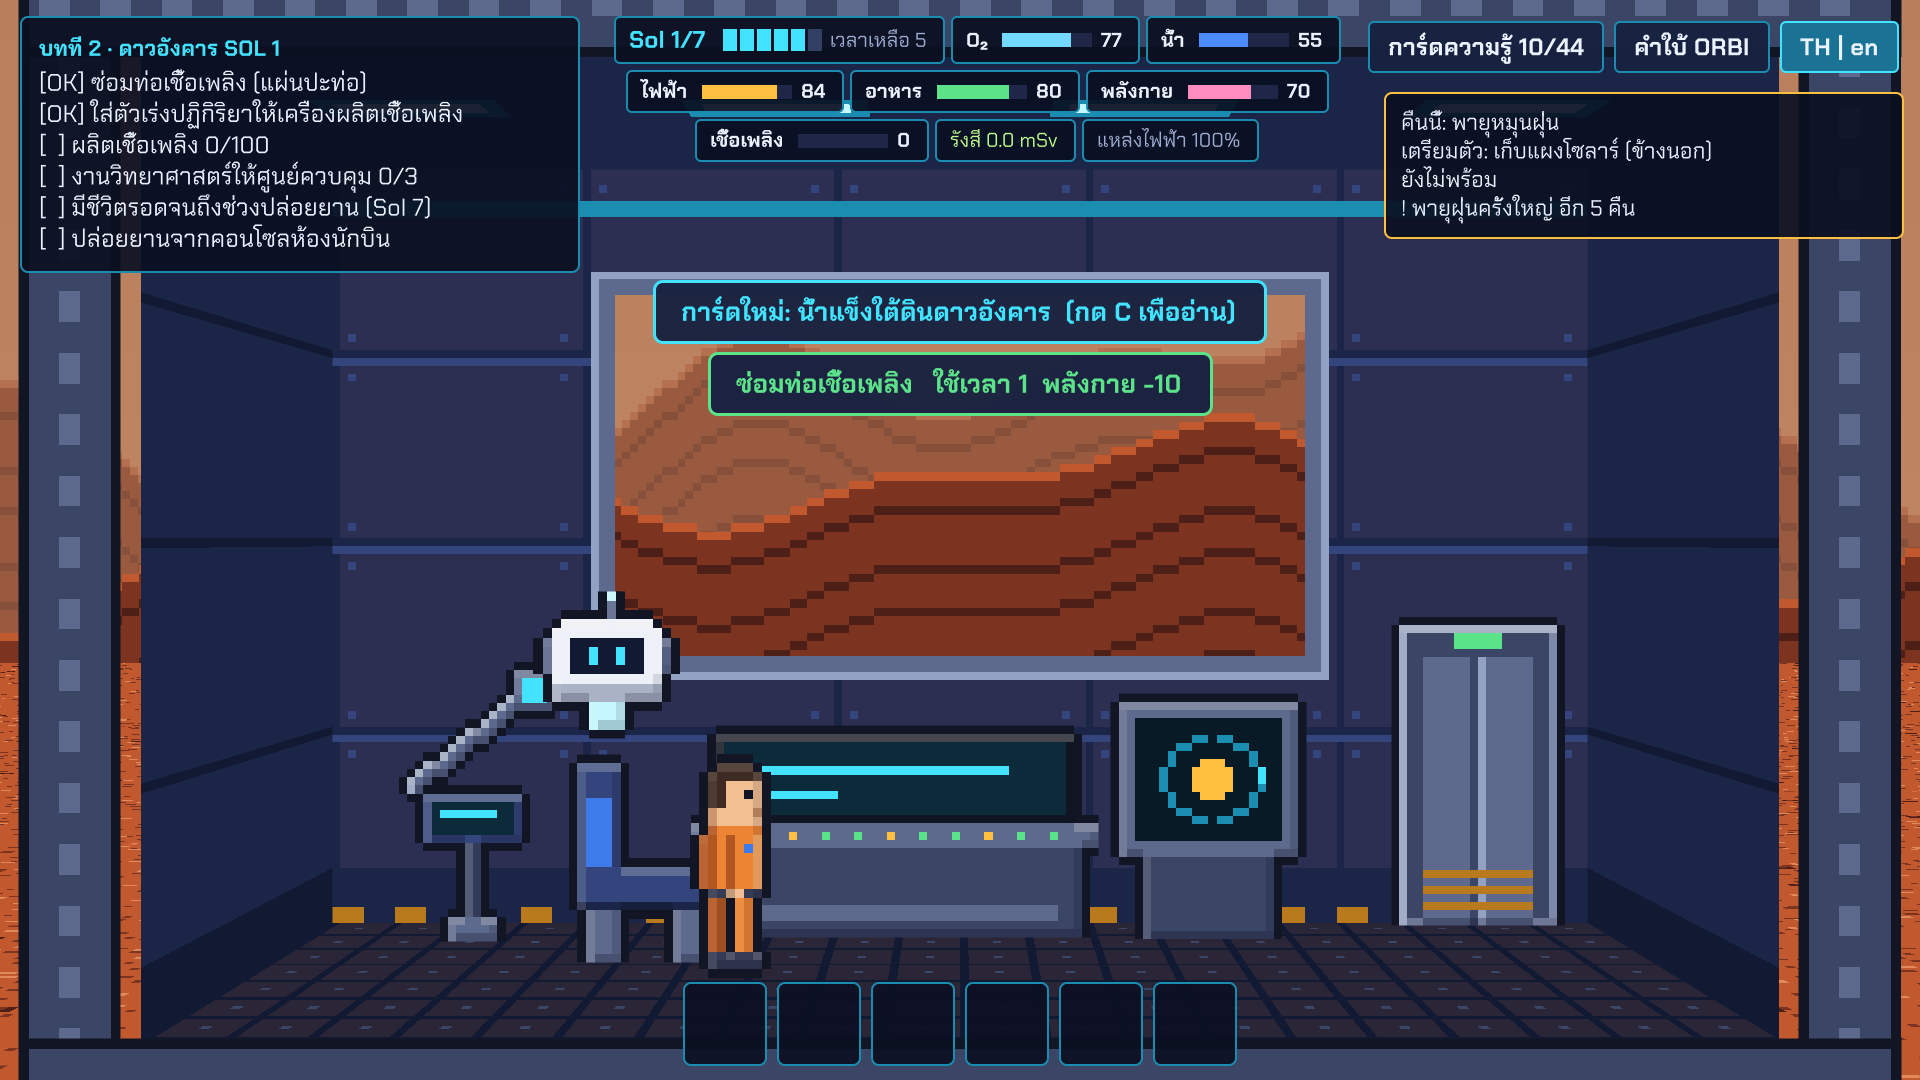 บทที่ 2 · ดาวอังคาร SOL 1
[OK] ซ่อมท่อเชื้อเพลิง (แผ่นปะท่อ)
[OK] ใส่ตัวเร่งปฏิกิริยาให้เครื่องผลิตเชื้อเพลิง
[ ] ผลิตเชื้อเพลิง 0/100
[ ] งานวิทยาศาสตร์ให้ศูนย์ควบคุม 0/3
[ ] มีชีวิตรอดจนถึงช่วงปล่อยยาน (Sol 7)
[ ] ปล่อยยานจากคอนโซลห้องนักบิน
Sol 1/7 เวลาเหลือ 5
O₂ 77
น้ำ 55
ไฟฟ้า 84
อาหาร 80
พลังกาย 70
เชื้อเพลิง 0
รังสี 0.0 mSv
แหล่งไฟฟ้า 100%
การ์ดความรู้ 10/44
คำใบ้ ORBI
TH | en
คืนนี้: พายุหมุนฝุ่น
เตรียมตัว: เก็บแผงโซลาร์ (ข้างนอก)
ยังไม่พร้อม
! พายุฝุ่นครั้งใหญ่ อีก 5 คืน
การ์ดใหม่: น้ำแข็งใต้ดินดาวอังคาร (กด C เพื่ออ่าน)
ซ่อมท่อเชื้อเพลิง ใช้เวลา 1 พลังกาย -10